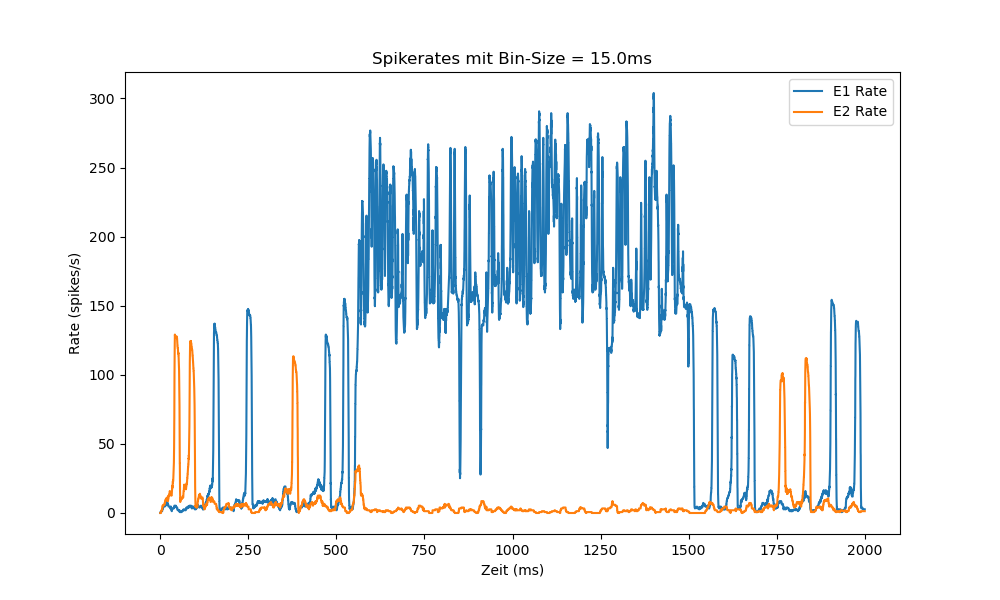 Spikerates mit Bin-Size = 15.0ms
E1 Rate
E2 Rate
300
250
200
150
100
50
0
Rate (spikes/s)
0 250 500 750 1000 1250 1500 1750 2000
Zeit (ms)